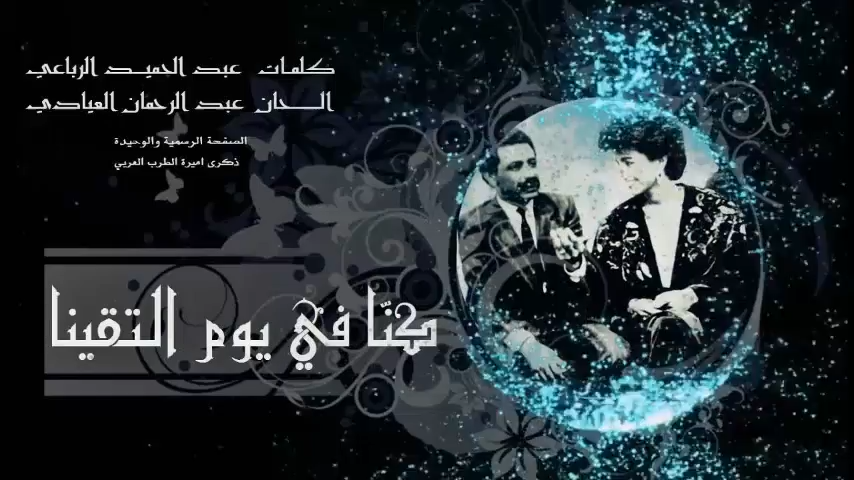 كلمات عبد الحميد الرباعي
الحان عبد الرحمان العيادي
الصفحة الرسمية والوحيدة
ذكرى اميرة الطرب العربي
كنّا في يوم التقينا